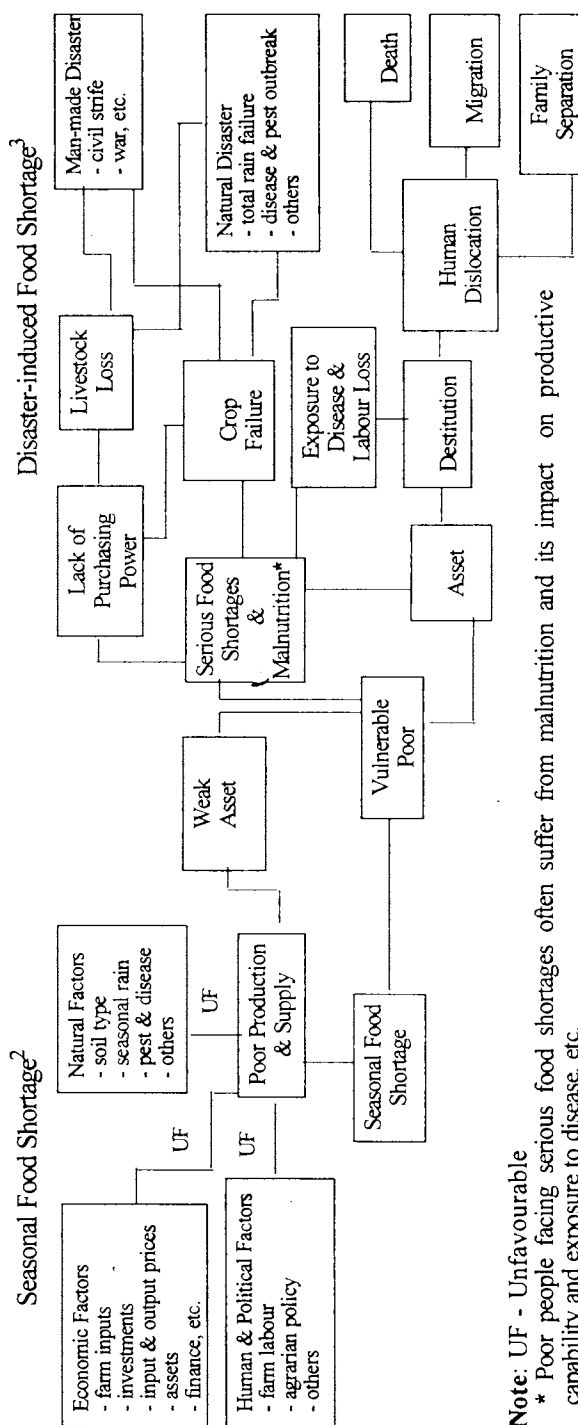 Seasonal Food Shortage²
Disaster-induced Food Shortage³
Economic Factors
- farm inputs
- investments
- input & output prices
- assets
- finance, etc.
Human & Political Factors
- farm labour
- agrarian policy
- others
Natural Factors
- soil type
- seasonal rain
- pest & disease
- others
UF
UF
UF
Poor Production
& Supply
Seasonal Food
Shortage
Weak
Asset
Vulnerable
Poor
Lack of
Purchasing
Power
Serious Food
Shortages
&
Malnutrition*
Asset
Livestock
Loss
Crop
Failure
Exposure to
Disease &
Labour Loss
Destitution
Man-made Disaster
- civil strife
- war, etc.
Natural Disaster
- total rain failure
- disease & pest outbreak
- others
Human
Dislocation
Death
Migration
Family
Separation
Note: UF - Unfavourable
* Poor people facing serious food shortages often suffer from malnutrition and its impact on productive
capability and exposure to disease, etc.